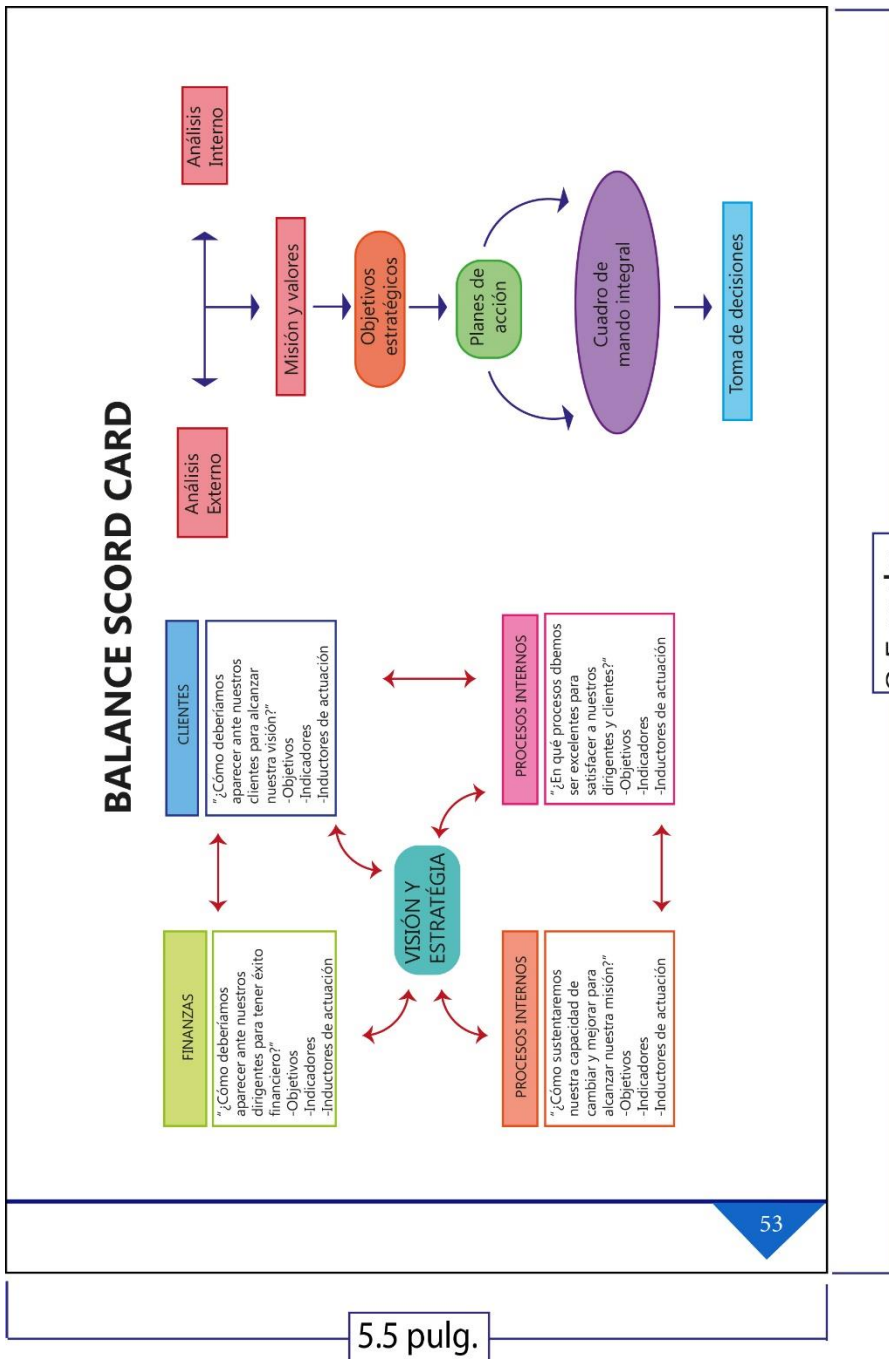 BALANCE SCORD CARD
FINANZAS
"¿Cómo deberíamos
aparecer ante nuestros
dirigentes para tener éxito
financiero?"
-Objetivos
-Indicadores
-Inductores de actuación
CLIENTES
"¿Cómo deberíamos
aparecer ante nuestros
clientes para alcanzar
nuestra visión?"
-Objetivos
-Indicadores
-Inductores de actuación
VISIÓN Y
ESTRATÉGIA
PROCESOS INTERNOS
"¿Cómo sustentaremos
nuestra capacidad de
cambiar y mejorar para
alcanzar nuestra misión?"
-Objetivos
-Indicadores
-Inductores de actuación
PROCESOS INTERNOS
"¿En qué procesos dbemos
ser excelentes para
satisfacer a nuestros
dirigentes y clientes?"
-Objetivos
-Indicadores
-Inductores de actuación
Análisis
Externo
Análisis
Interno
Misión y valores
Objetivos
estratégicos
Planes de
acción
Cuadro de
mando integral
Toma de decisiones
53
5.5 pulg.